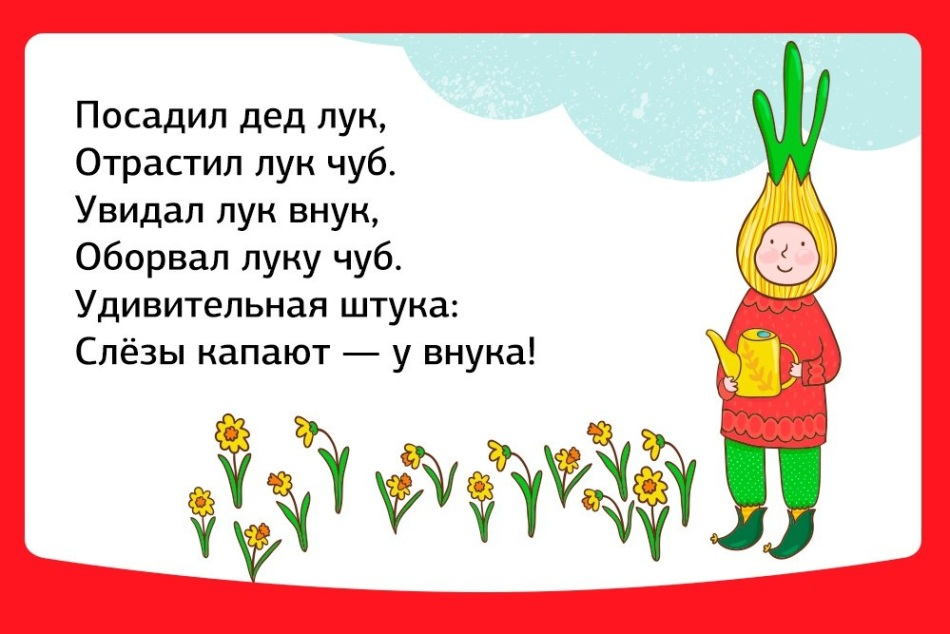 Посадил дед лук,
Отрастил лук чуб.
Увидал лук внук,
Оборвал луку чуб.
Удивительная штука:
Слёзы капают — у внука!